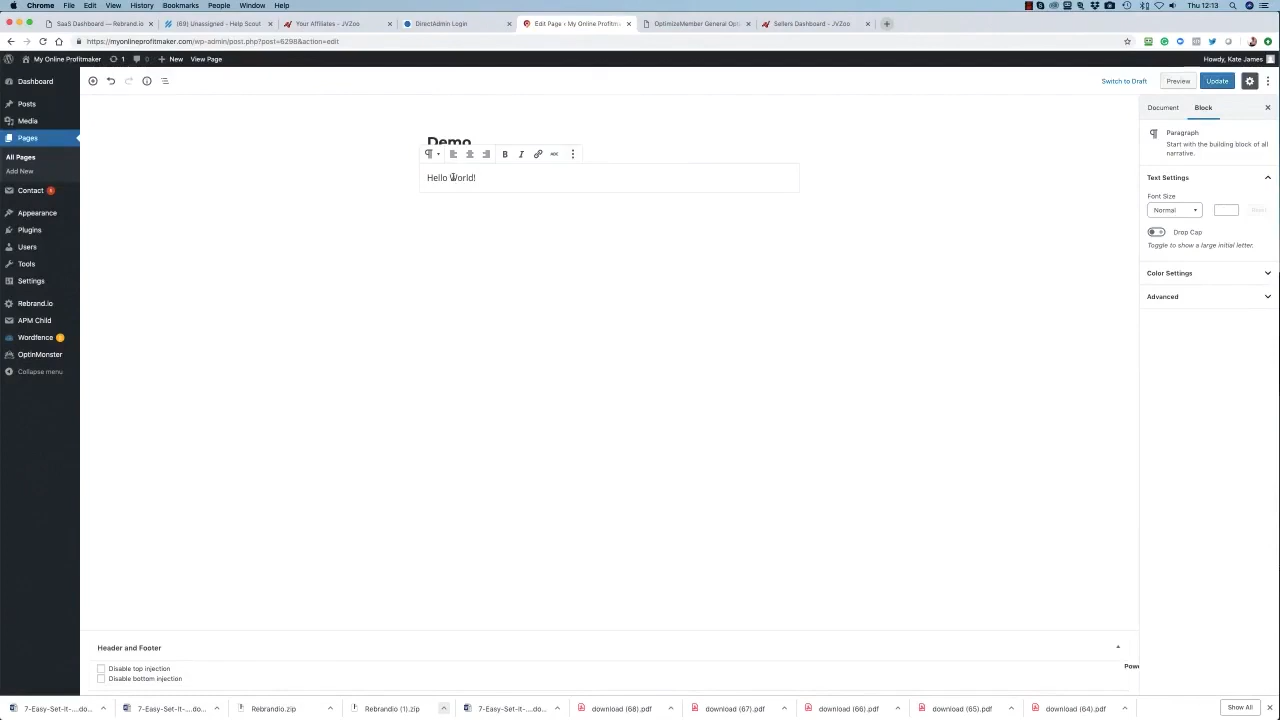 Chrome File Edit View History Bookmarks People Window Help Thu 12:13
SaaS Dashboard — Rebrand.io (69) Unassigned - Help Scout Your Affiliates - JVZoo DirectAdmin Login Edit Page ‹ My Online Profitm OptimizeMember General Opti Sellers Dashboard - JVZoo
https://myonlineprofitmaker.com/wp-admin/post.php?post=6298&action=edit
My Online Profitmaker 1 0 New View Page Howdy, Kate James
Dashboard
Posts
Media
Pages
All Pages
Add New
Contact
Appearance
Plugins
Users
Tools
Settings
Rebrand.io
APM Child
Wordfence
OptinMonster
Collapse menu
Switch to Draft Preview Update
Demo
B I ABC
Hello World!
Document Block
Paragraph
Start with the building block of all
narrative.
Text Settings
Font Size
Normal Reset
Drop Cap
Toggle to show a large initial letter.
Color Settings
Advanced
Header and Footer
Disable top injection
Disable bottom injection
Powe
7-Easy-Set-it-....do... 7-Easy-Set-it-....do... Rebrandio.zip Rebrandio (1).zip 7-Easy-Set-it-....do... download (68).pdf download (67).pdf download (66).pdf download (65).pdf download (64).pdf Show All